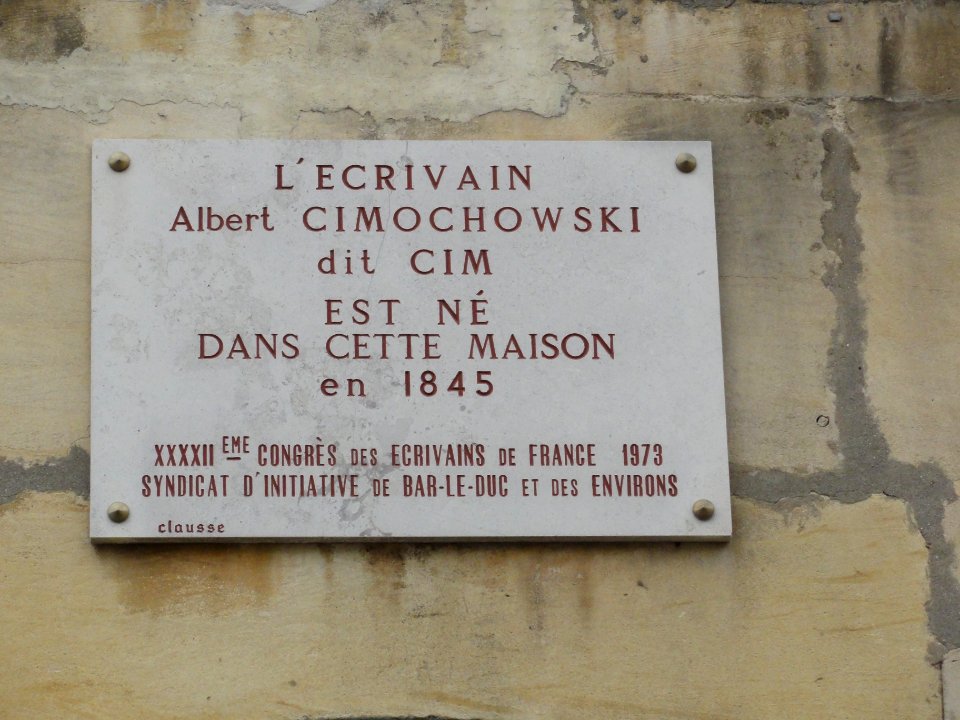 L'ECRIVAIN
Albert CIMOCHOWSKI
dit CIM
EST NÉ
DANS CETTE MAISON
en 1845
XXXXII EME CONGRÈS DES ECRIVAINS DE FRANCE 1973
SYNDICAT D'INITIATIVE DE BAR-LE-DUC ET DES ENVIRONS
clausse